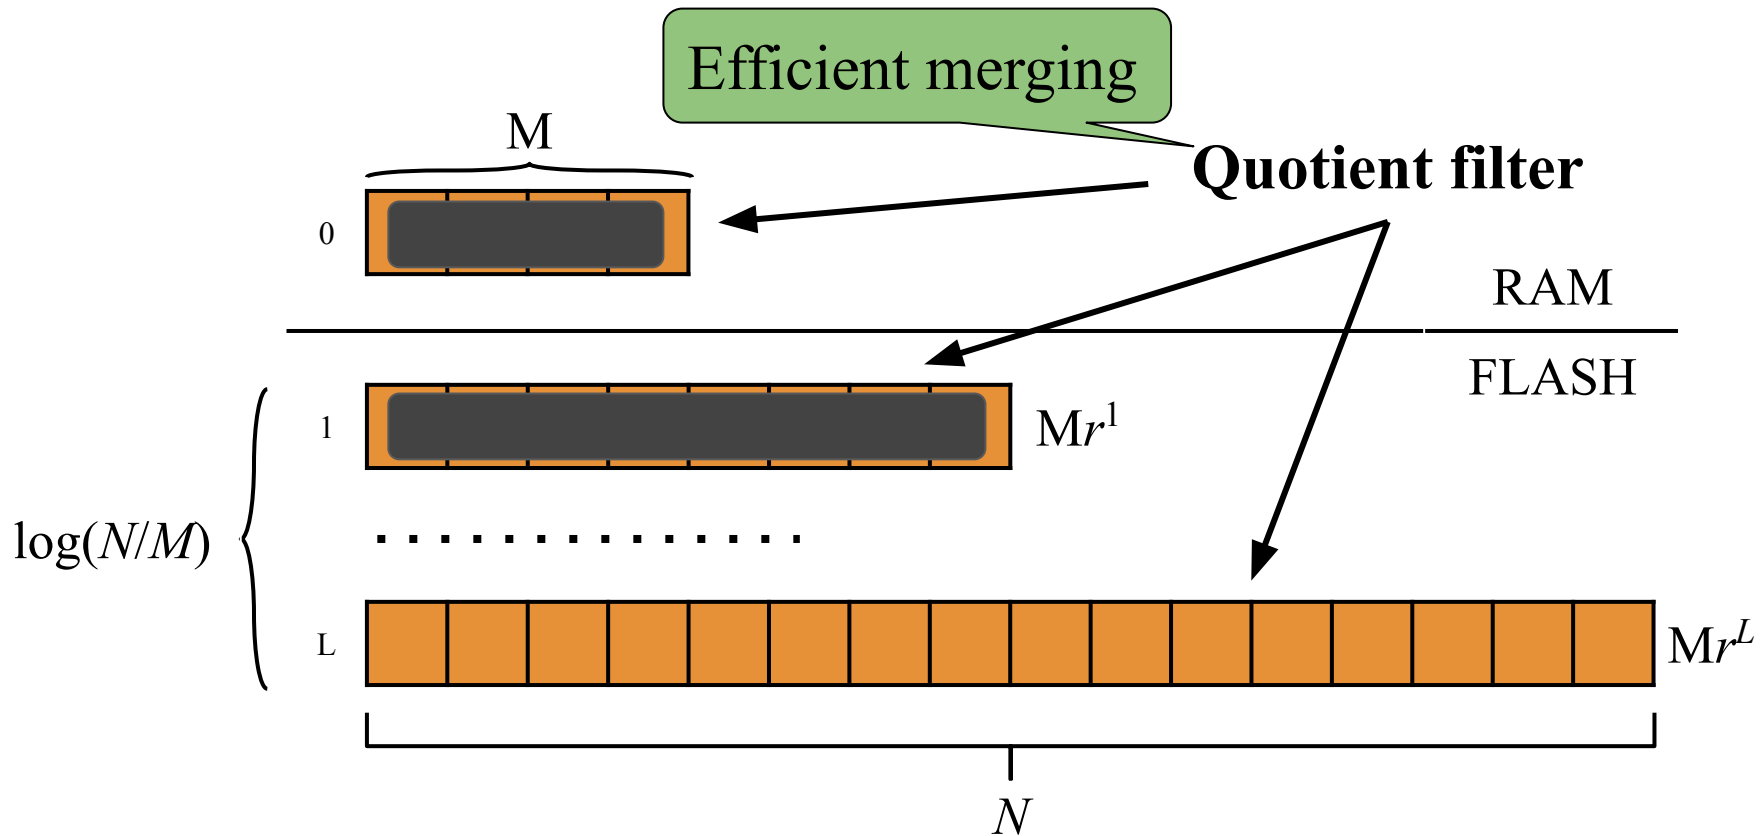 Efficient merging
M
Quotient filter
0
RAM
FLASH
1
Mr¹
log(N/M)
L
Mrᴸ
N